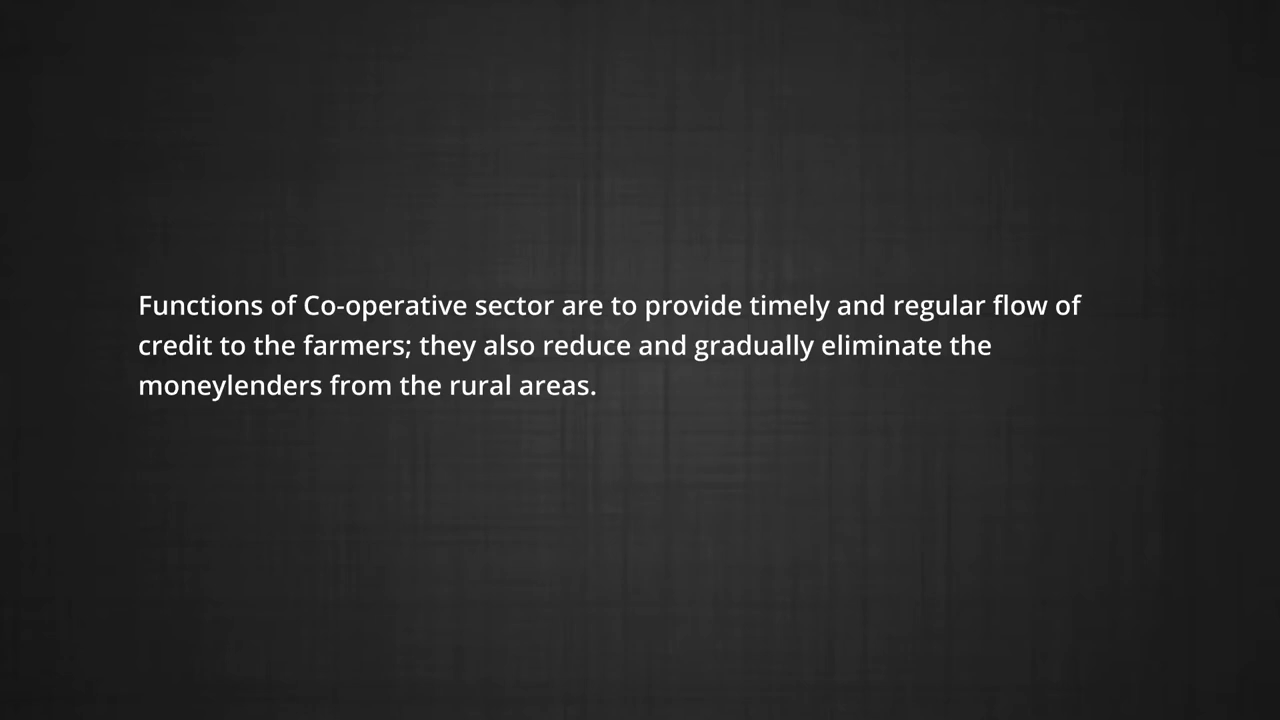 Functions of Co-operative sector are to provide timely and regular flow of
credit to the farmers; they also reduce and gradually eliminate the
moneylenders from the rural areas.